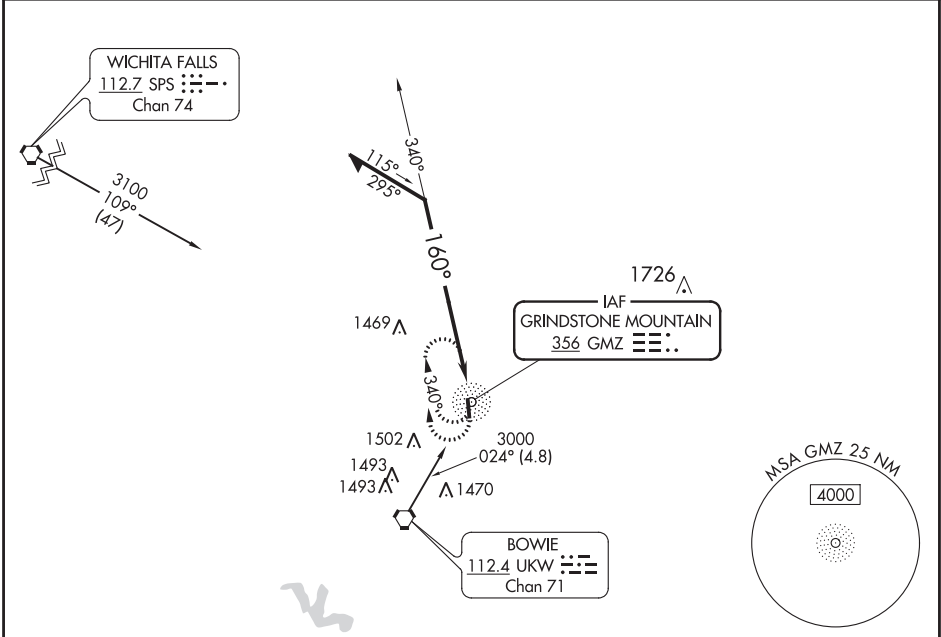 WICHITA FALLS
112.7 SPS
Chan 74
3100
109°
(47)
340°
115°
295°
160°
1726
IAF
GRINDSTONE MOUNTAIN
356 GMZ
1469
340°
1502
3000
024° (4.8)
1493
1493
1470
BOWIE
112.4 UKW
Chan 71
MSA GMZ 25 NM
4000